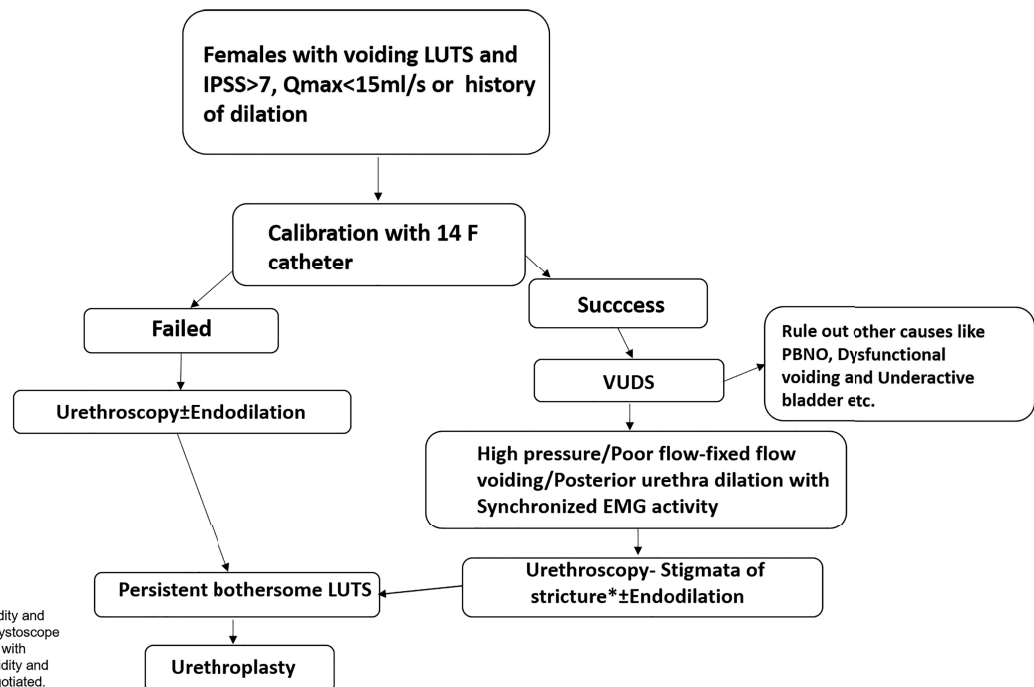 Females with voiding LUTS and
IPSS>7, Qmax<15ml/s or history
of dilation
Calibration with 14 F
catheter
Failed
Succcess
Urethroscopy±Endodilation
VUDS
Rule out other causes like
PBNO, Dysfunctional
voiding and Underactive
bladder etc.
High pressure/Poor flow-fixed flow
voiding/Posterior urethra dilation with
Synchronized EMG activity
Urethroscopy- Stigmata of
stricture*±Endodilation
Persistent bothersome LUTS
Urethroplasty
and
with
and